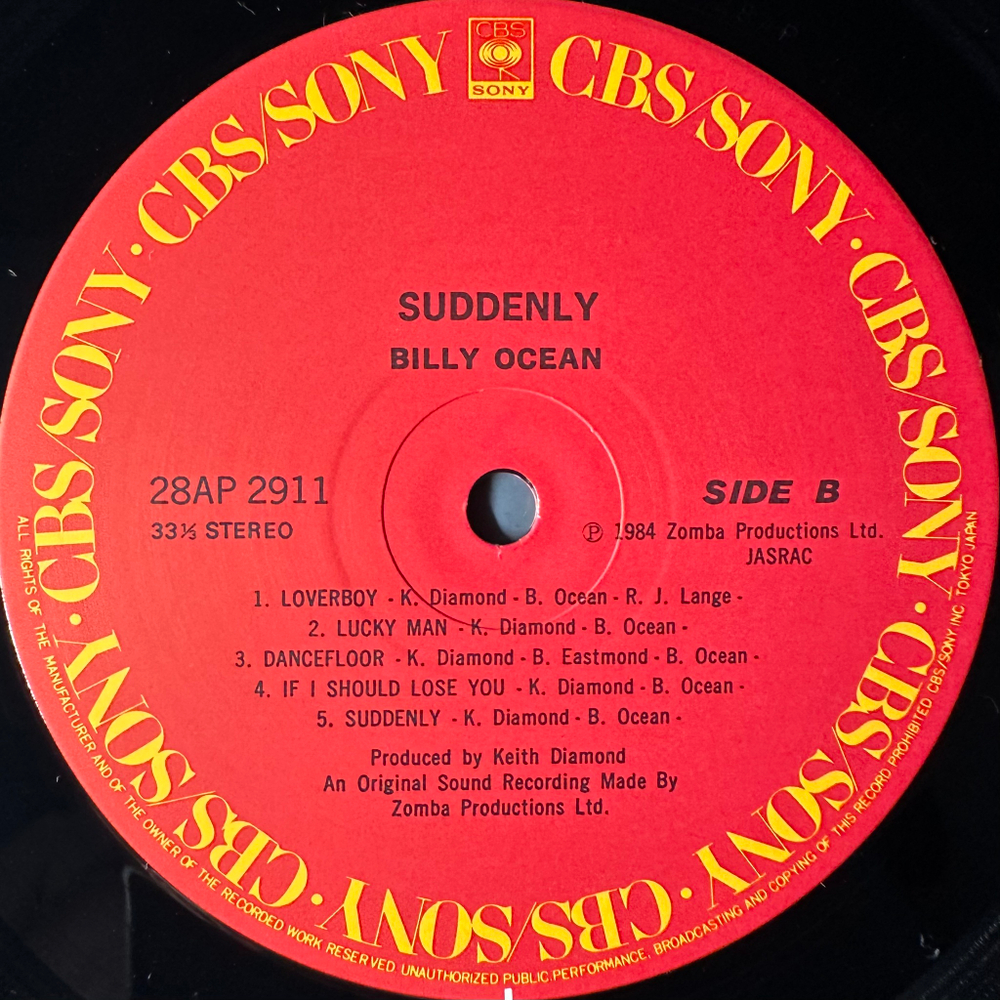 CBS
SONY
CBS/SONY · CBS/SONY · CBS/SONY · CBS/SONY · CBS/SONY · CBS/SONY · CBS/SONY
SUDDENLY
BILLY OCEAN
28AP 2911
33⅓ STEREO
SIDE B
Ⓟ 1984 Zomba Productions Ltd.
JASRAC
1. LOVERBOY - K. Diamond - B. Ocean - R. J. Lange -
2. LUCKY MAN - K. Diamond - B. Ocean -
3. DANCEFLOOR - K. Diamond - B. Eastmond - B. Ocean -
4. IF I SHOULD LOSE YOU - K. Diamond - B. Ocean -
5. SUDDENLY - K. Diamond - B. Ocean -
Produced by Keith Diamond
An Original Sound Recording Made By
Zomba Productions Ltd.
ALL RIGHTS OF THE MANUFACTURER AND OF THE OWNER OF THE RECORDED WORK RESERVED. UNAUTHORIZED PUBLIC PERFORMANCE, BROADCASTING AND COPYING OF THIS RECORD PROHIBITED CBS/SONY INC. TOKYO JAPAN